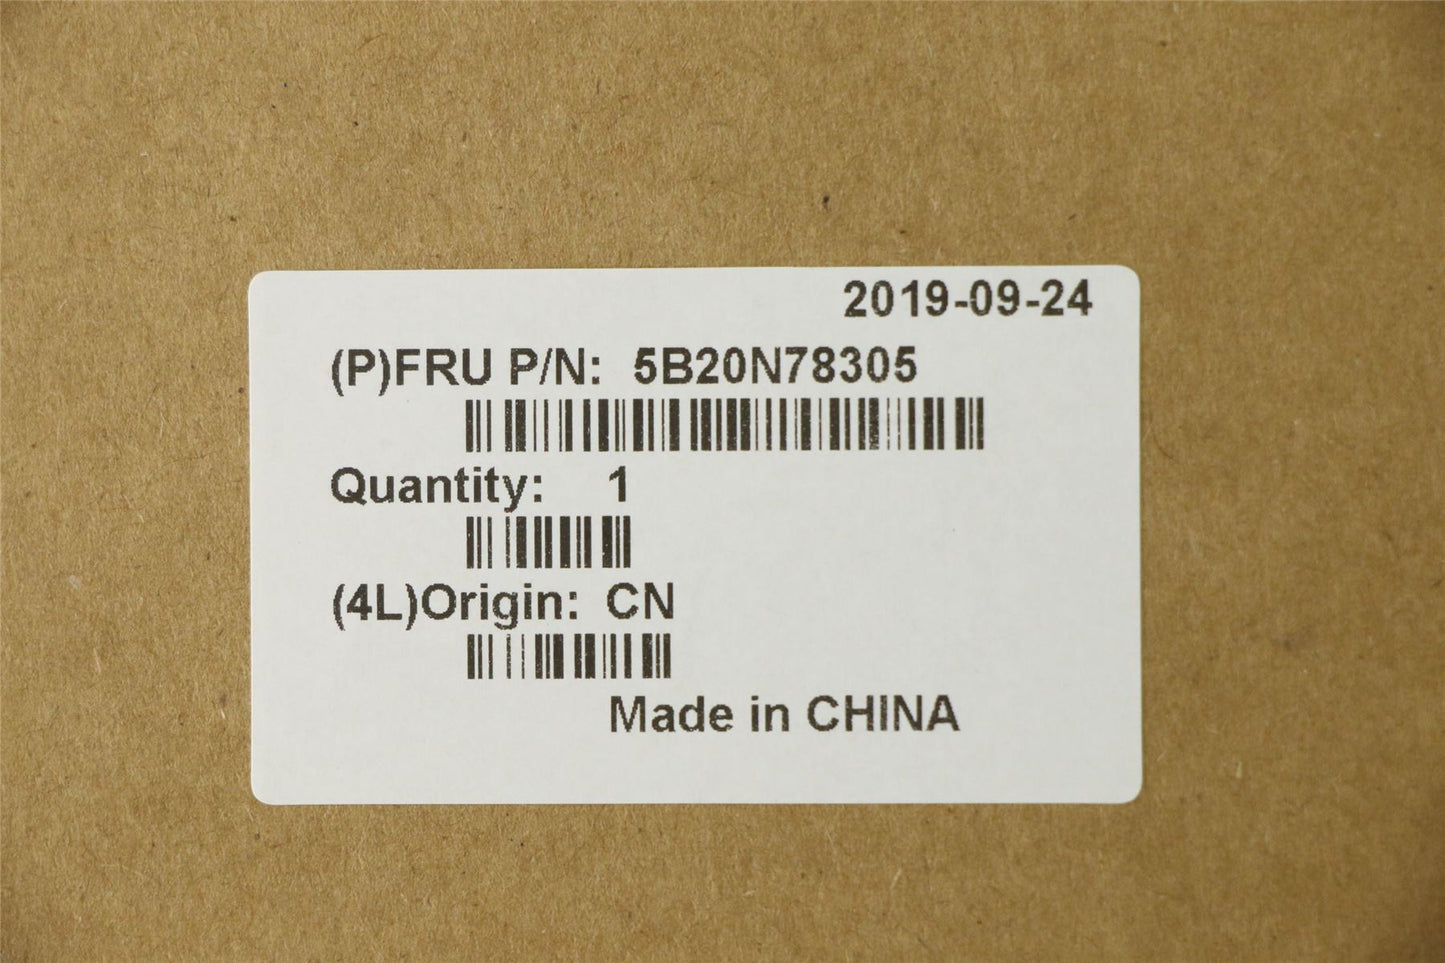 2019-09-24
(P)FRU P/N: 5B20N78305
Quantity: 1
(4L)Origin: CN
Made in CHINA